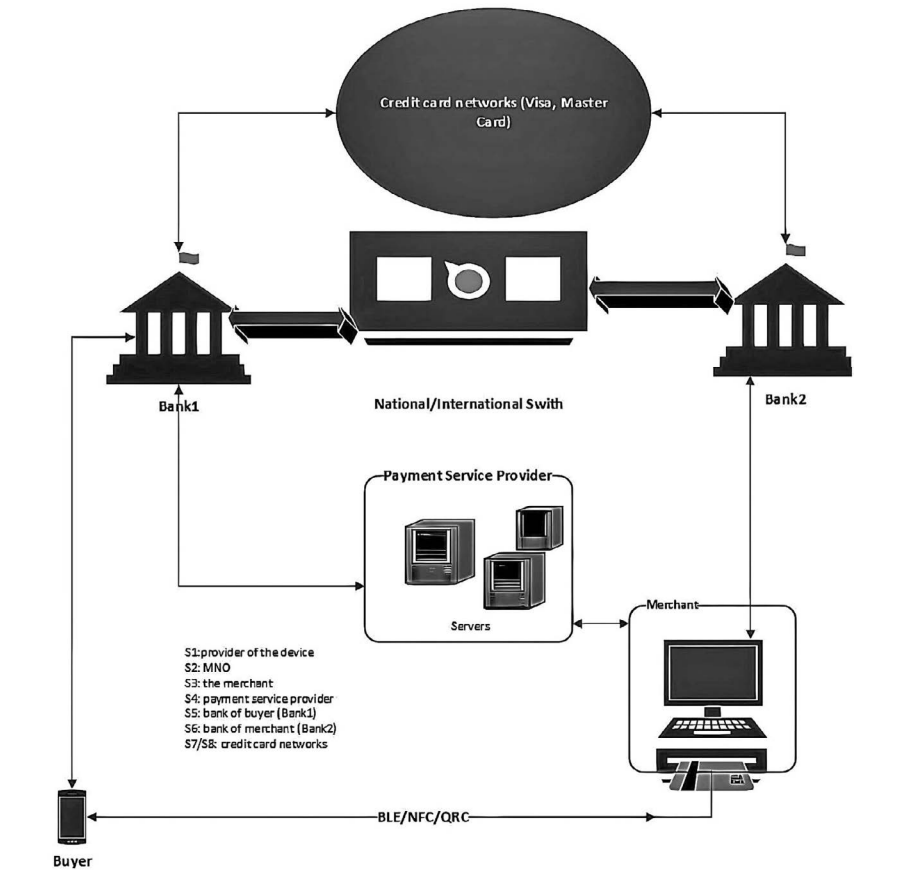 Credit card networks (Visa, Master
Card)
Bank1
National/International Swith
Bank2
Payment Service Provider
Servers
Merchant
S1:provider of the device
S2: MNO
S3: the merchant
S4: payment service provider
S5: bank of buyer (Bank1)
S6: bank of merchant (Bank2)
S7/S8: credit card networks
BLE/NFC/QRC
Buyer